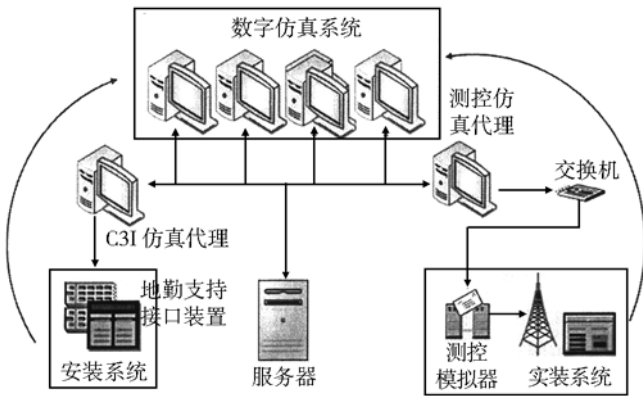 数字仿真系统
测控仿
真代理
交换机
C3I 仿真代理
地勤支持
接口装置
安装系统
服务器
测控
模拟器
实装系统